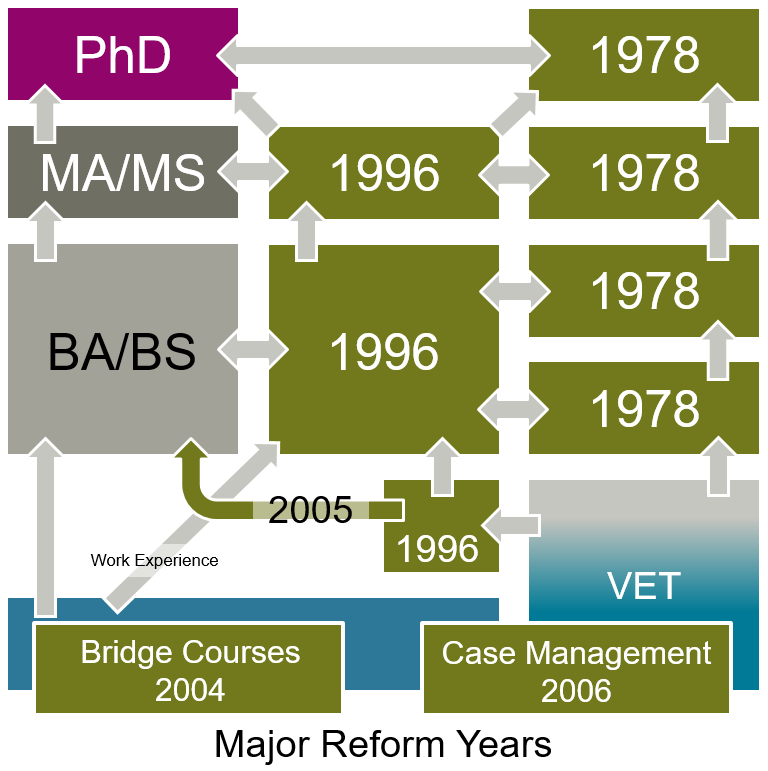 PhD
1978
MA/MS
1996
1978
1978
BA/BS
1996
1978
2005
1996
Work Experience
VET
Bridge Courses
2004
Case Management
2006
Major Reform Years